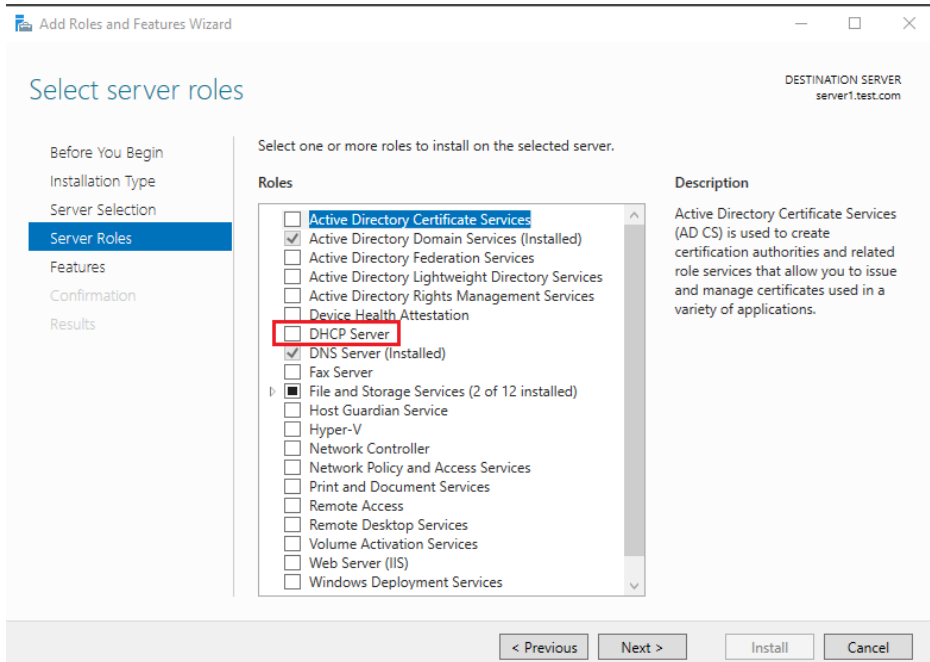 Add Roles and Features Wizard
Select server roles
DESTINATION SERVER
server1.test.com
Before You Begin
Installation Type
Server Selection
Server Roles
Features
Confirmation
Results
Select one or more roles to install on the selected server.
Roles
Active Directory Certificate Services
Active Directory Domain Services (Installed)
Active Directory Federation Services
Active Directory Lightweight Directory Services
Active Directory Rights Management Services
Device Health Attestation
DHCP Server
DNS Server (Installed)
Fax Server
File and Storage Services (2 of 12 installed)
Host Guardian Service
Hyper-V
Network Controller
Network Policy and Access Services
Print and Document Services
Remote Access
Remote Desktop Services
Volume Activation Services
Web Server (IIS)
Windows Deployment Services
Description
Active Directory Certificate Services
(AD CS) is used to create
certification authorities and related
role services that allow you to issue
and manage certificates used in a
variety of applications.
< Previous
Next >
Install
Cancel